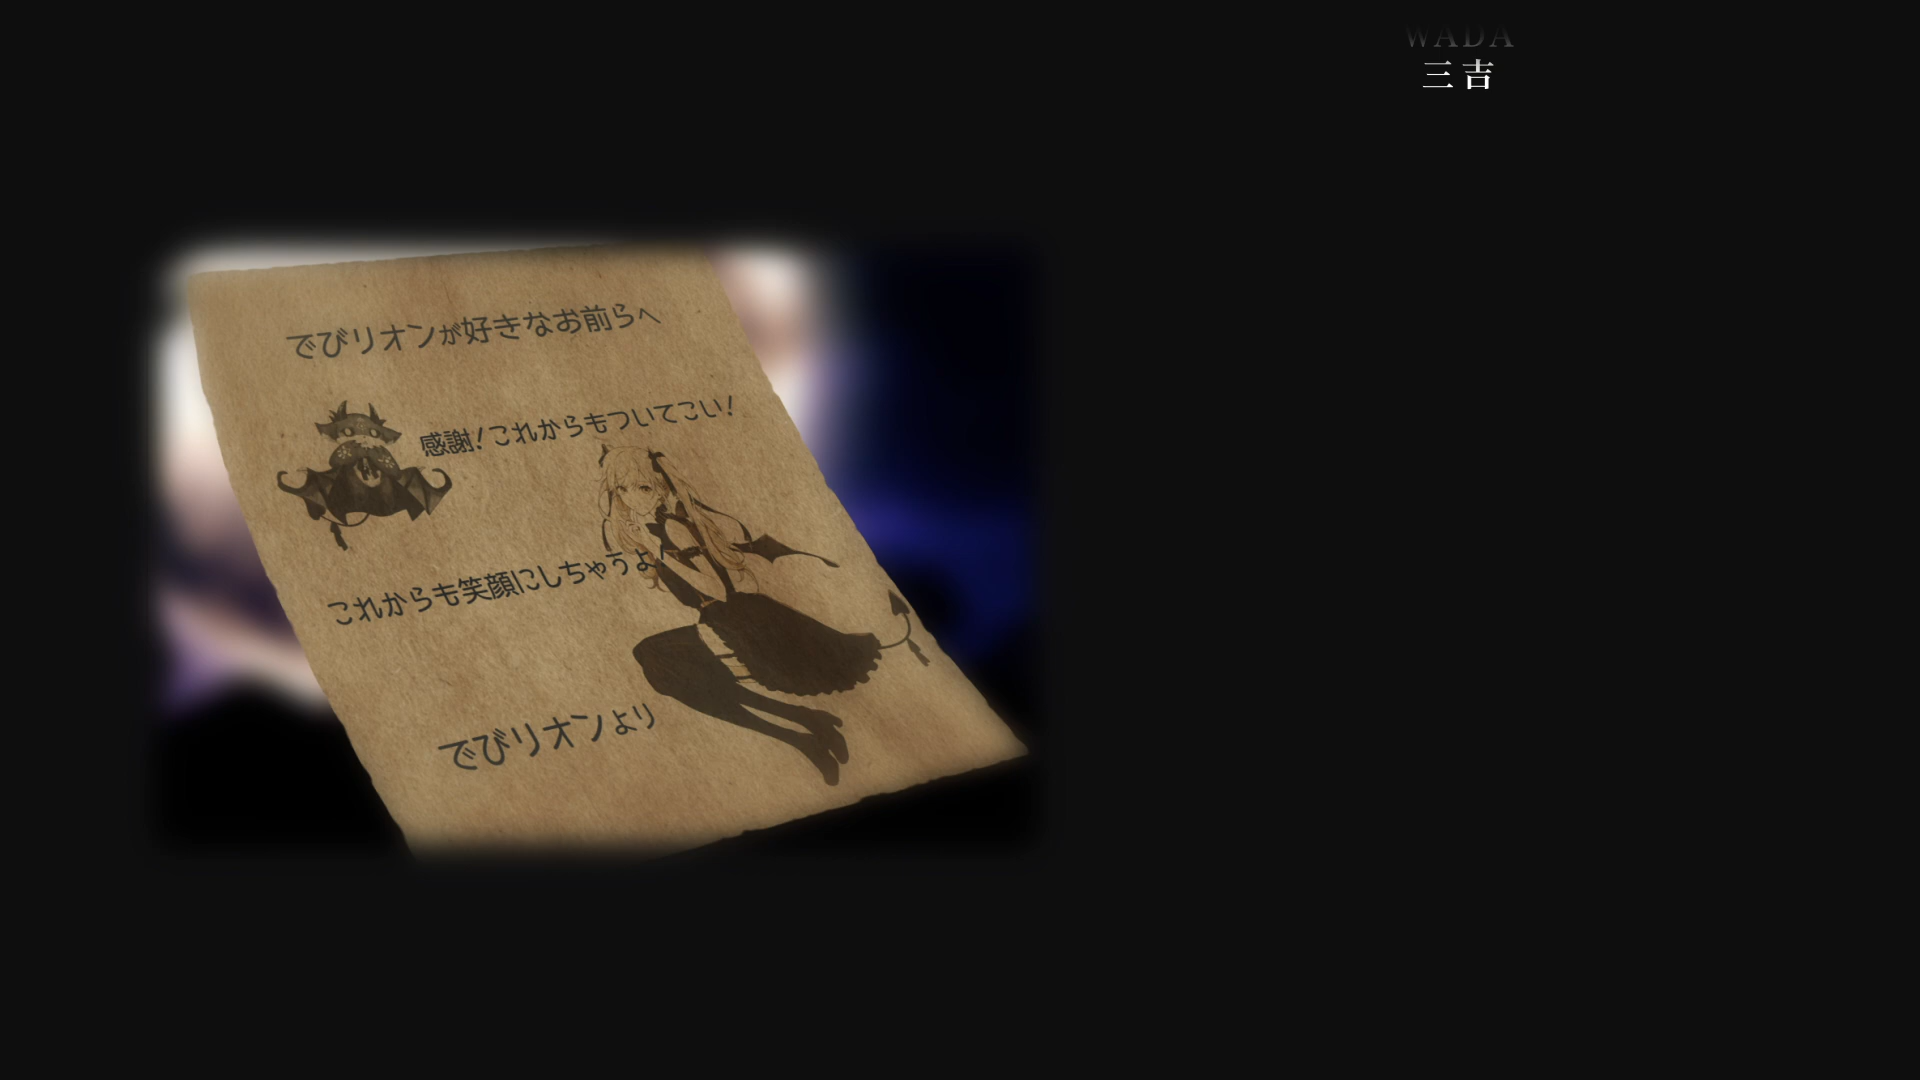 WADA
三吉
でびリオンが好きなお前らへ
感謝！これからもついてこい！
これからも笑顔にしちゃうよ
でびリオンより